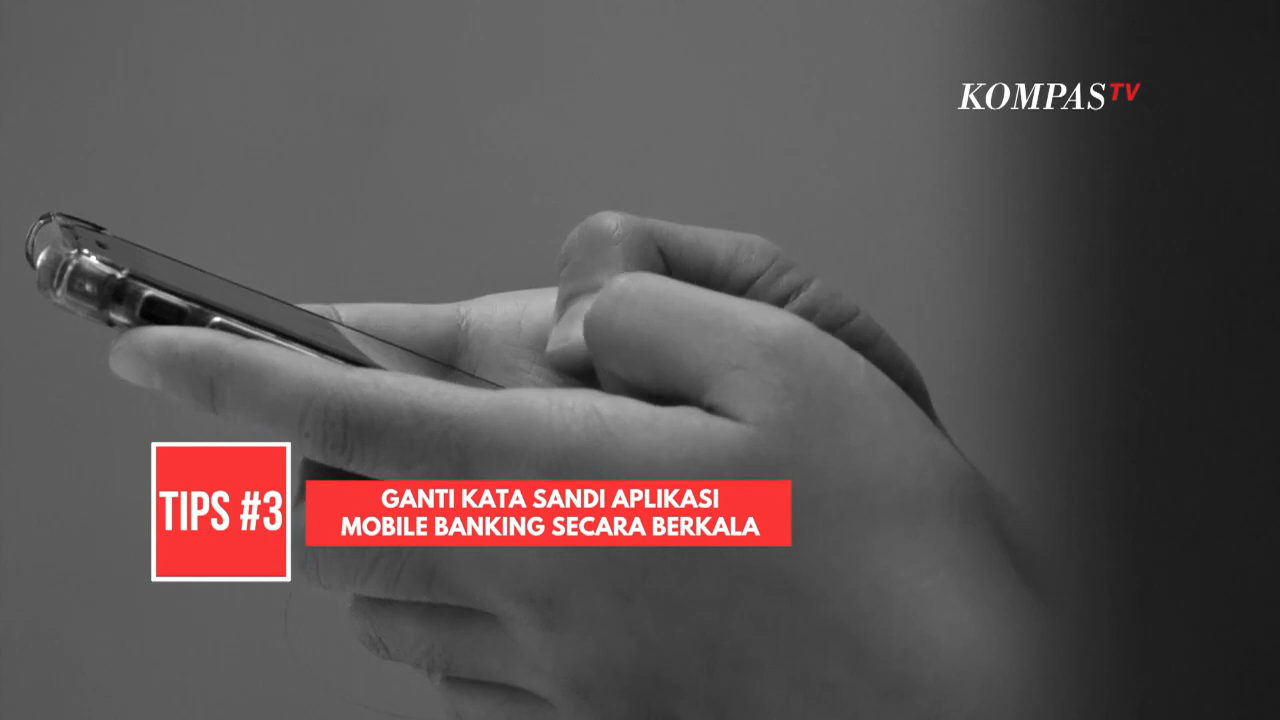 KOMPASTV
TIPS #3
GANTI KATA SANDI APLIKASI
MOBILE BANKING SECARA BERKALA